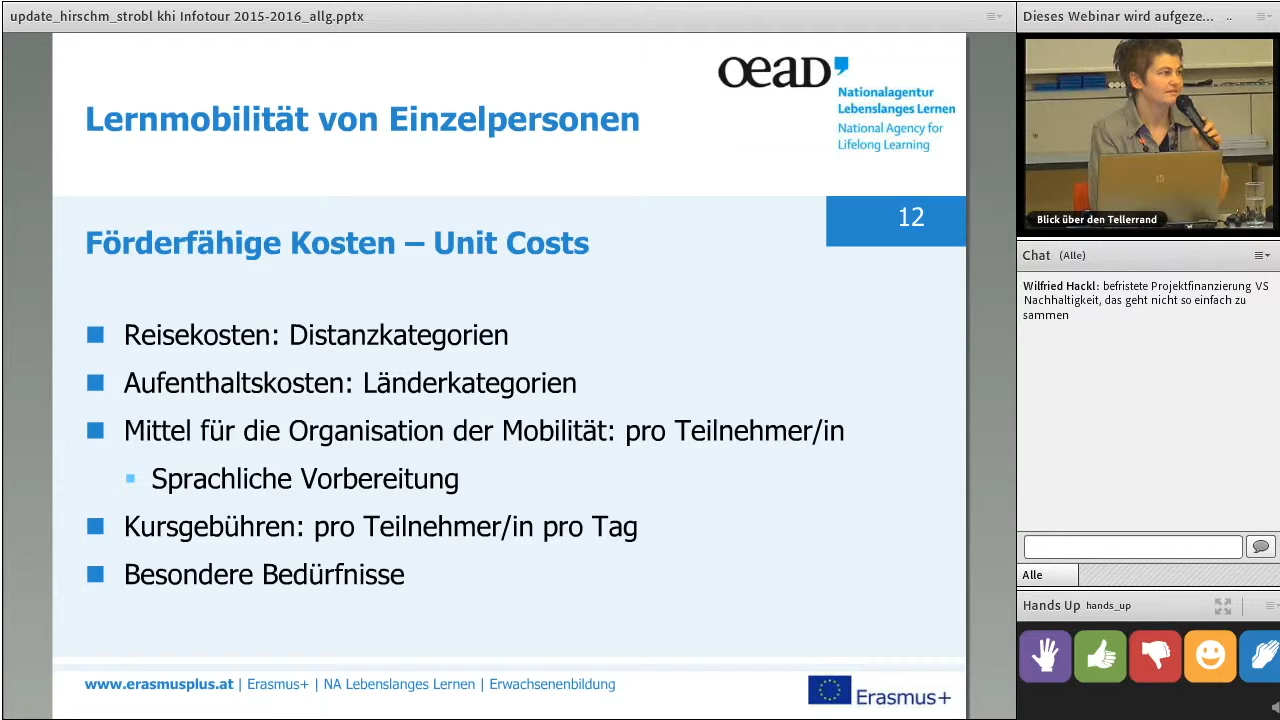 update_hirschm_strobl khi Infotour 2015-2016_allg.pptx
Dieses Webinar wird aufgeze... ..
OeAD
Nationalagentur
Lebenslanges Lernen
National Agency for
Lifelong Learning
Lernmobilität von Einzelpersonen
12
Förderfähige Kosten – Unit Costs
Reisekosten: Distanzkategorien
Aufenthaltskosten: Länderkategorien
Mittel für die Organisation der Mobilität: pro Teilnehmer/in
Sprachliche Vorbereitung
Kursgebühren: pro Teilnehmer/in pro Tag
Besondere Bedürfnisse
www.erasmusplus.at | Erasmus+ | NA Lebenslanges Lernen | Erwachsenenbildung
Erasmus+
hp
Blick über den Tellerrand
Chat (Alle)
Wilfried Hackl: befristete Projektfinanzierung VS
Nachhaltigkeit, das geht nicht so einfach zu
sammen
Alle
Hands Up hands_up